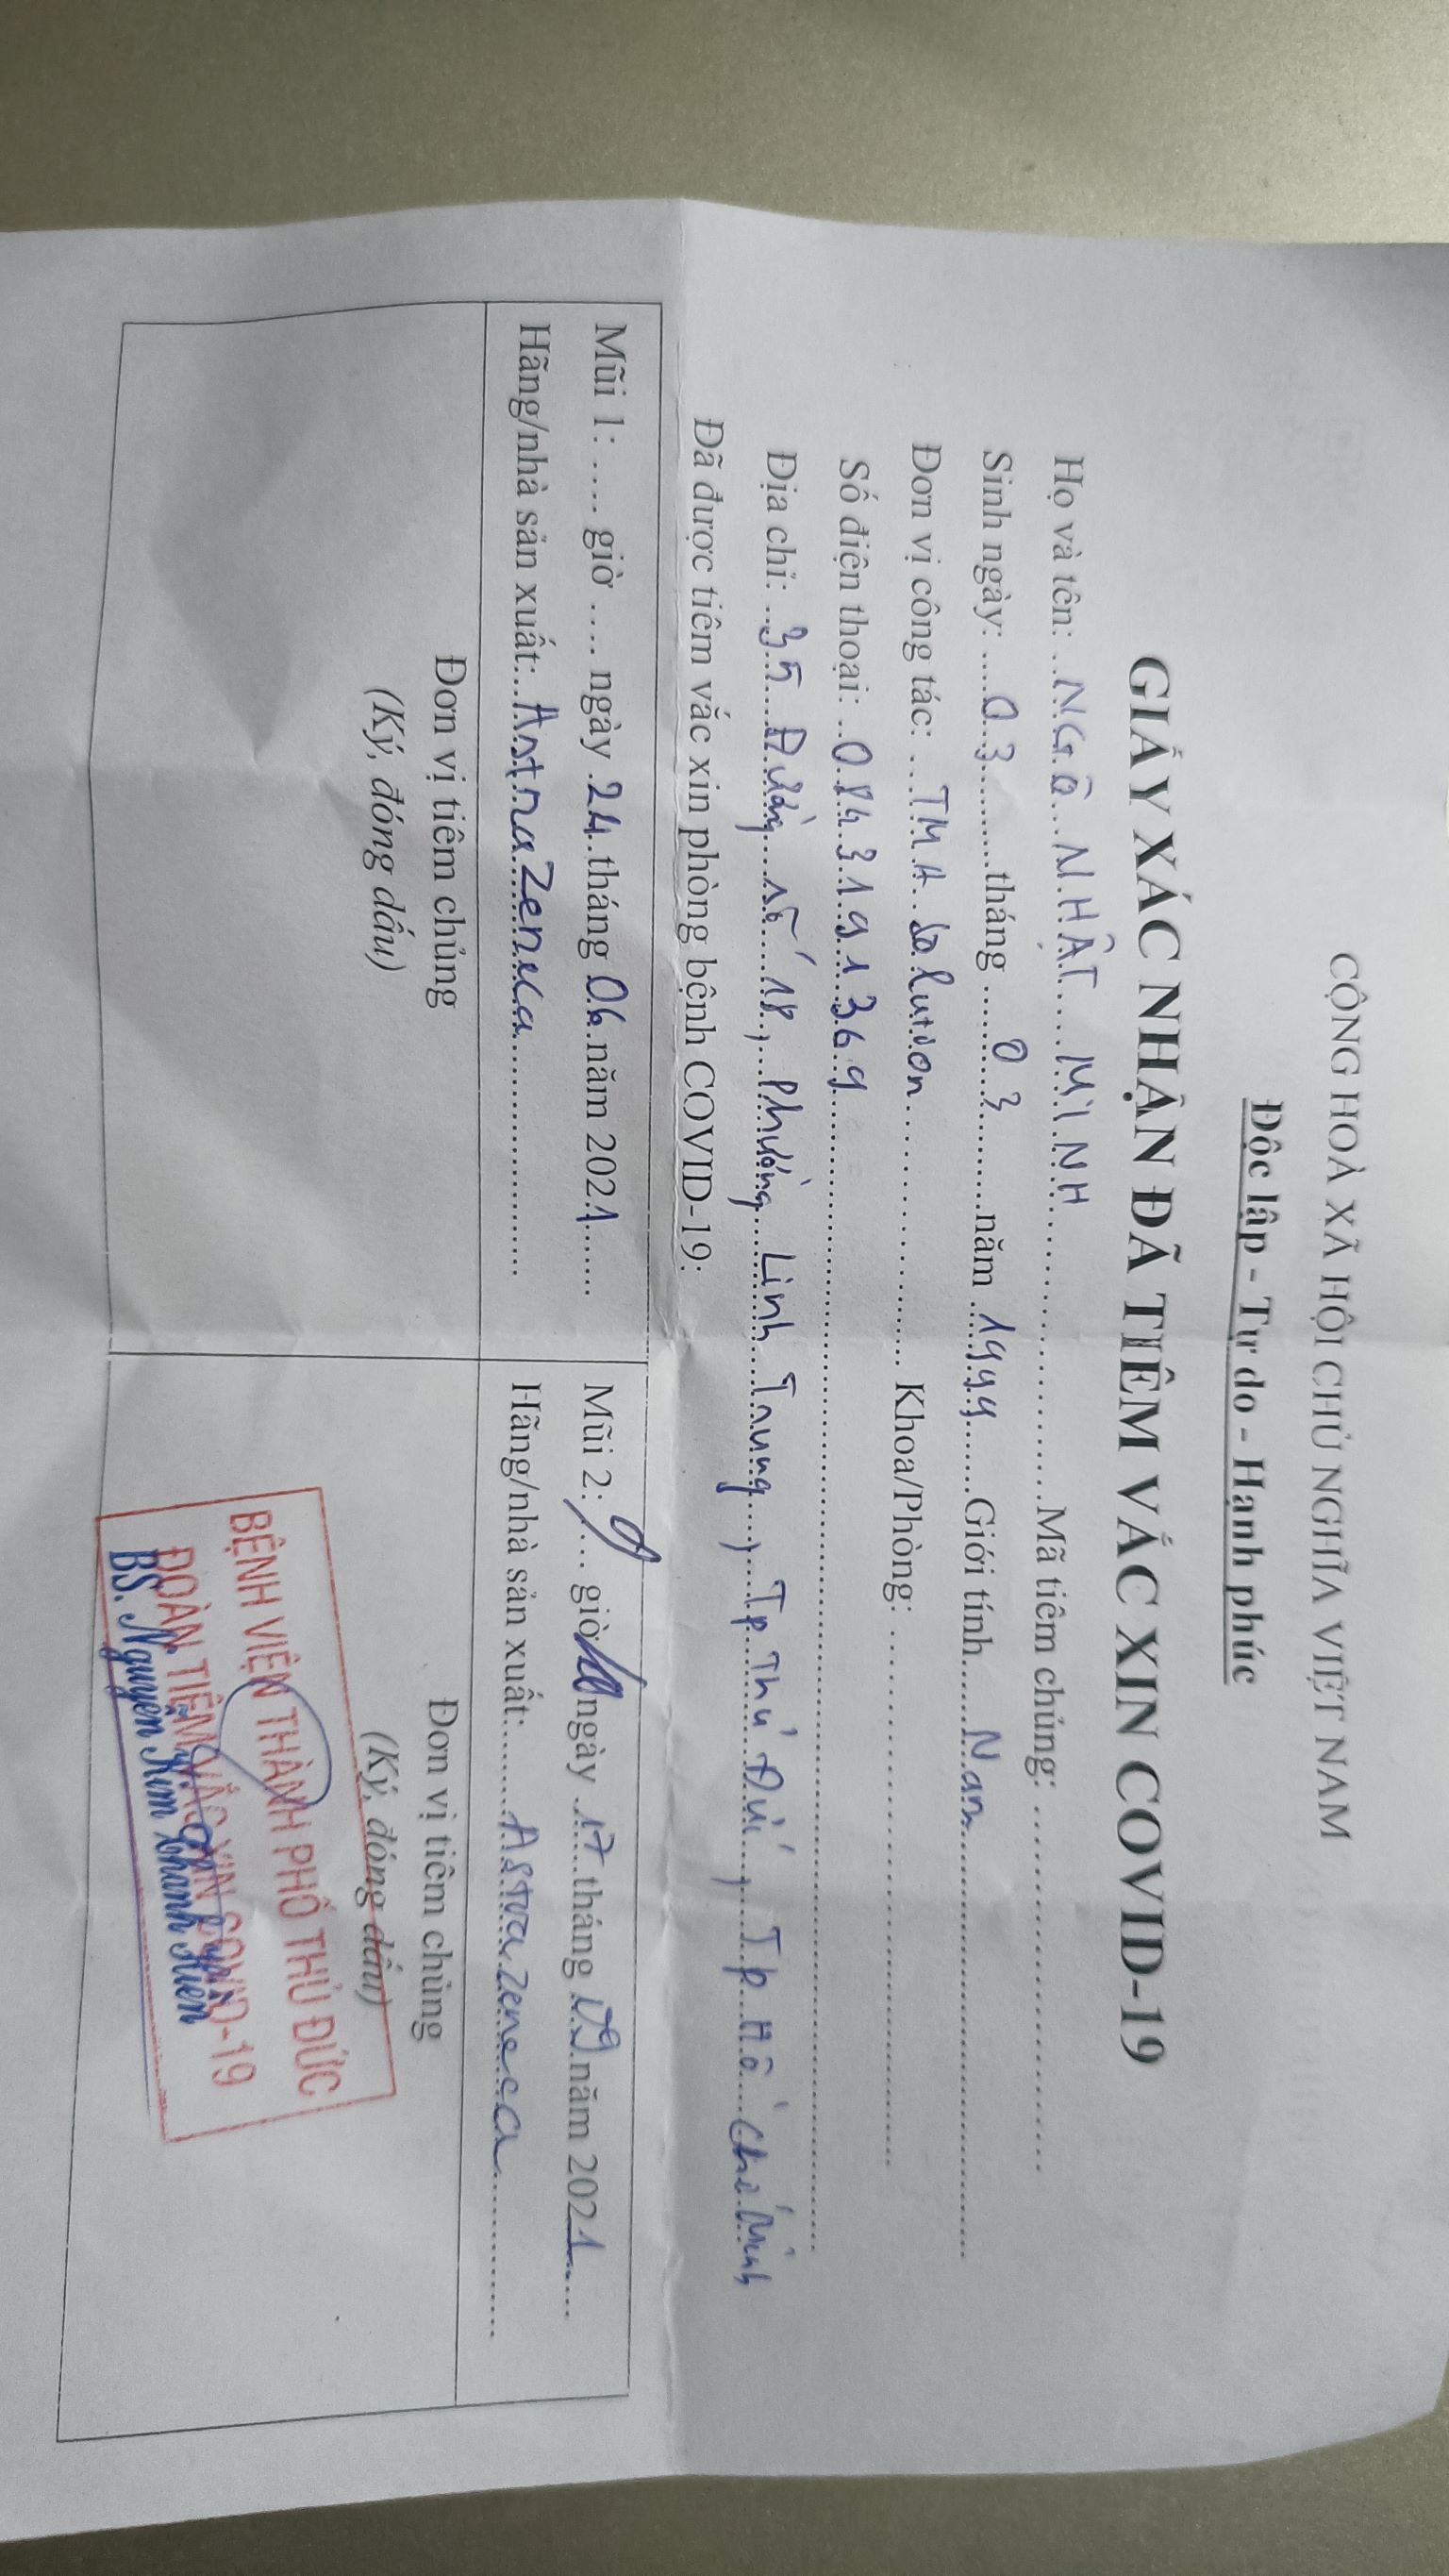 CỘNG HOÀ XÃ HỘI CHỦ NGHĨA VIỆT NAM
Độc lập - Tự do - Hạnh phúc
GIẤY XÁC NHẬN ĐÃ TIÊM VẮC XIN COVID-19
Họ và tên: NGÔ NHẬT MINH Mã tiêm chủng:
Sinh ngày: 03 tháng 03 năm 1999 Giới tính Nam
Đơn vị công tác: TMA Solution Khoa/Phòng:
Số điện thoại: 0843191369
Địa chỉ: 35 Đường số 18, Phường Linh Trung, Tp Thủ Đức, Tp Hồ Chí Minh
Đã được tiêm vắc xin phòng bệnh COVID-19:
Mũi 1: .... giờ .... ngày 24 tháng 06 năm 2021
Hãng/nhà sản xuất: AstraZeneca
Đơn vị tiêm chủng
(Ký, đóng dấu)
Mũi 2: 9 giờ ngày 17 tháng 09 năm 2021
Hãng/nhà sản xuất: Astrazeneca
Đơn vị tiêm chủng
(Ký, đóng dấu)
BỆNH VIỆN THÀNH PHỐ THỦ ĐỨC
ĐOÀN TIÊM VẮC XIN COVID-19
BS. Nguyễn Kim Thanh Hiền